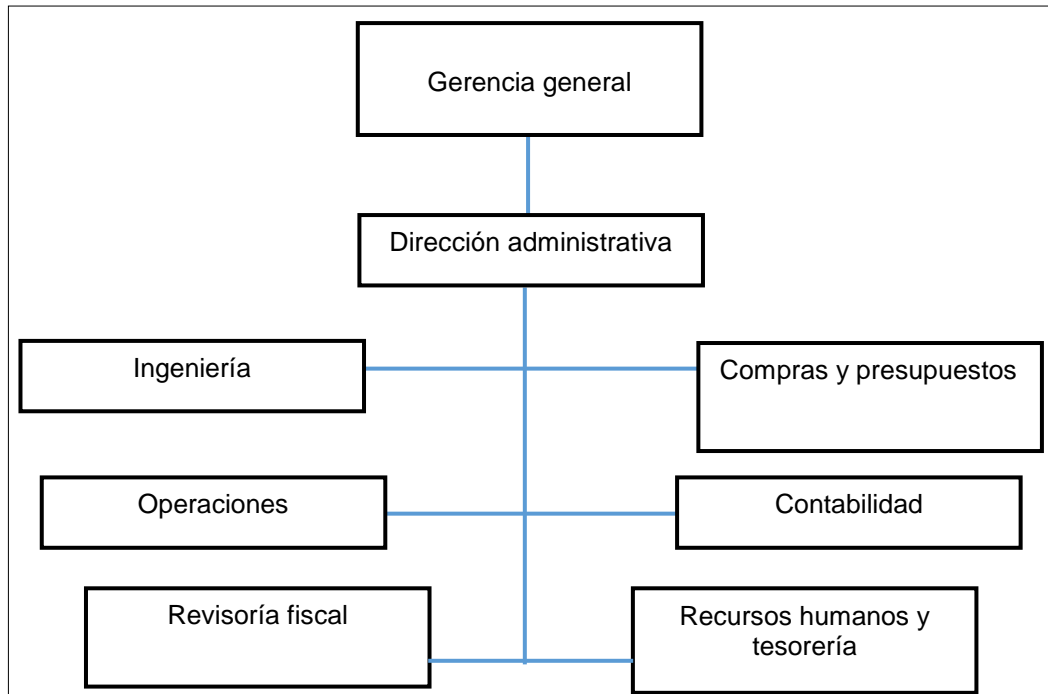 Gerencia general
Dirección administrativa
Ingeniería
Compras y presupuestos
Operaciones
Contabilidad
Revisoría fiscal
Recursos humanos y
tesorería